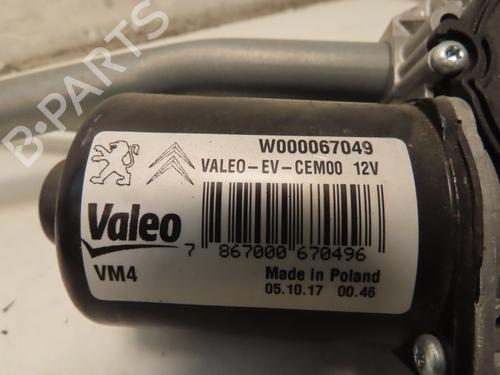 W000067049
VALEO-EV-CEM00 12V
Valeo
7 867000 670496
VM4
Made in Poland
05.10.17 00.46
B-PARTS